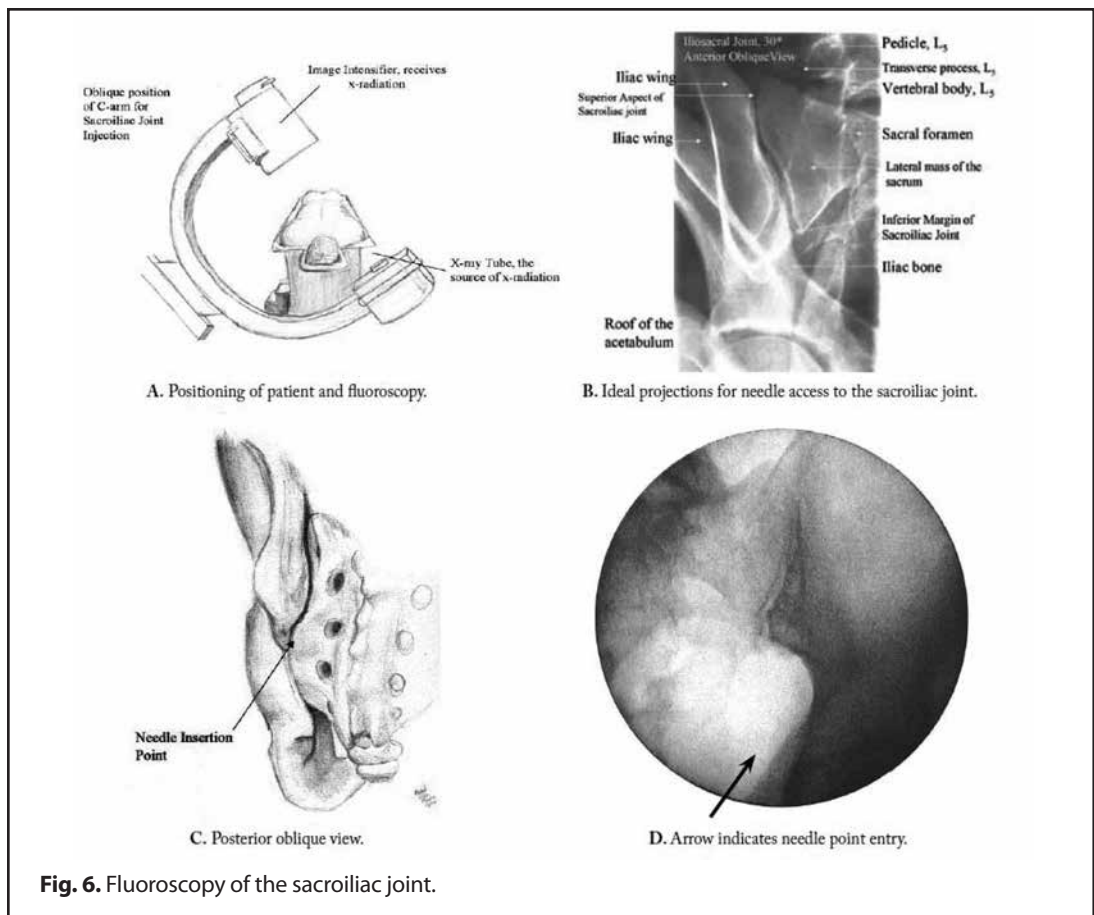 Oblique position
of C-arm for
Sacroiliac Joint
Injection
Image Intensifier, receives
x-radiation
X-my Tube, the
source of x-radiation
A. Positioning of patient and fluoroscopy.
Iliosacral Joint, 30°
Anterior Oblique View
Iliac wing
Superior Aspect of
Sacroiliac joint
Iliac wing
Roof of the
acetabulum
Pedicle, L5
Transverse process, L5
Vertebral body, L5
Sacral foramen
Lateral mass of the
sacrum
Inferior Margin of
Sacroiliac Joint
Iliac bone
B. Ideal projections for needle access to the sacroiliac joint.
Needle Insertion
Point
C. Posterior oblique view.
D. Arrow indicates needle point entry.
Fig. 6. Fluoroscopy of the sacroiliac joint.